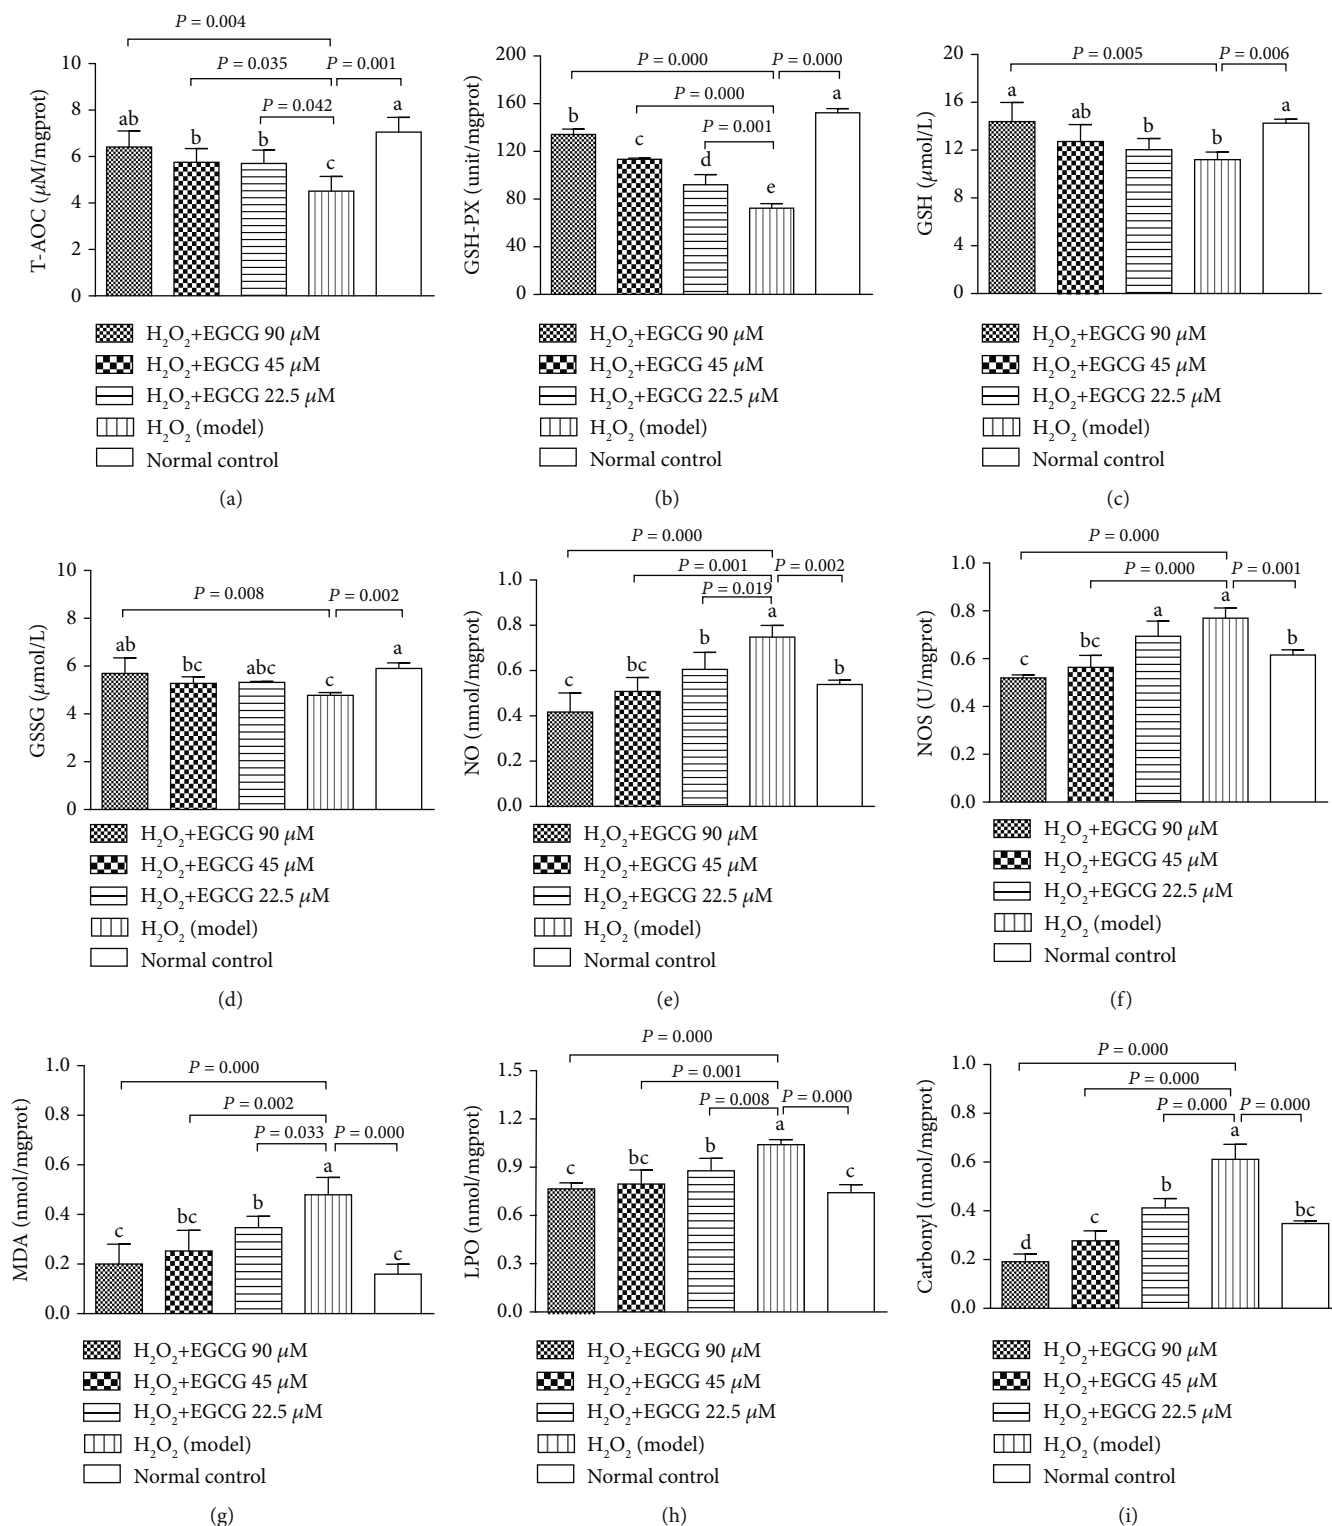 P = 0.004
P = 0.035
P = 0.001
P = 0.042
T-AOC (μM/mgprot)
10
8
6
4
2
0
ab
b
b
c
a
H₂O₂+EGCG 90 μM
H₂O₂+EGCG 45 μM
H₂O₂+EGCG 22.5 μM
H₂O₂ (model)
Normal control
(a)
P = 0.000
P = 0.000
P = 0.000
P = 0.001
GSH-PX (unit/mgprot)
200
160
120
80
40
0
b
c
d
e
a
H₂O₂+EGCG 90 μM
H₂O₂+EGCG 45 μM
H₂O₂+EGCG 22.5 μM
H₂O₂ (model)
Normal control
(b)
P = 0.005
P = 0.006
GSH (μmol/L)
20
16
12
8
4
0
a
ab
b
b
a
H₂O₂+EGCG 90 μM
H₂O₂+EGCG 45 μM
H₂O₂+EGCG 22.5 μM
H₂O₂ (model)
Normal control
(c)
P = 0.008
P = 0.002
GSSG (μmol/L)
10
8
6
4
2
0
ab
bc
abc
c
a
H₂O₂+EGCG 90 μM
H₂O₂+EGCG 45 μM
H₂O₂+EGCG 22.5 μM
H₂O₂ (model)
Normal control
(d)
P = 0.000
P = 0.001
P = 0.002
P = 0.019
NO (nmol/mgprot)
1.0
0.8
0.6
0.4
0.2
0.0
c
bc
b
a
b
H₂O₂+EGCG 90 μM
H₂O₂+EGCG 45 μM
H₂O₂+EGCG 22.5 μM
H₂O₂ (model)
Normal control
(e)
P = 0.000
P = 0.000
P = 0.001
NOS (U/mgprot)
1.0
0.8
0.6
0.4
0.2
0.0
c
bc
a
a
b
H₂O₂+EGCG 90 μM
H₂O₂+EGCG 45 μM
H₂O₂+EGCG 22.5 μM
H₂O₂ (model)
Normal control
(f)
P = 0.000
P = 0.002
P = 0.033
P = 0.000
MDA (nmol/mgprot)
1.0
0.8
0.6
0.4
0.2
0.0
c
bc
b
a
c
H₂O₂+EGCG 90 μM
H₂O₂+EGCG 45 μM
H₂O₂+EGCG 22.5 μM
H₂O₂ (model)
Normal control
(g)
P = 0.000
P = 0.001
P = 0.008
P = 0.000
LPO (nmol/mgprot)
1.5
1.2
0.9
0.6
0.3
0.0
c
bc
b
a
c
H₂O₂+EGCG 90 μM
H₂O₂+EGCG 45 μM
H₂O₂+EGCG 22.5 μM
H₂O₂ (model)
Normal control
(h)
P = 0.000
P = 0.000
P = 0.000
P = 0.000
Carbonyl (nmol/mgprot)
1.0
0.8
0.6
0.4
0.2
0.0
d
c
b
a
bc
H₂O₂+EGCG 90 μM
H₂O₂+EGCG 45 μM
H₂O₂+EGCG 22.5 μM
H₂O₂ (model)
Normal control
(i)